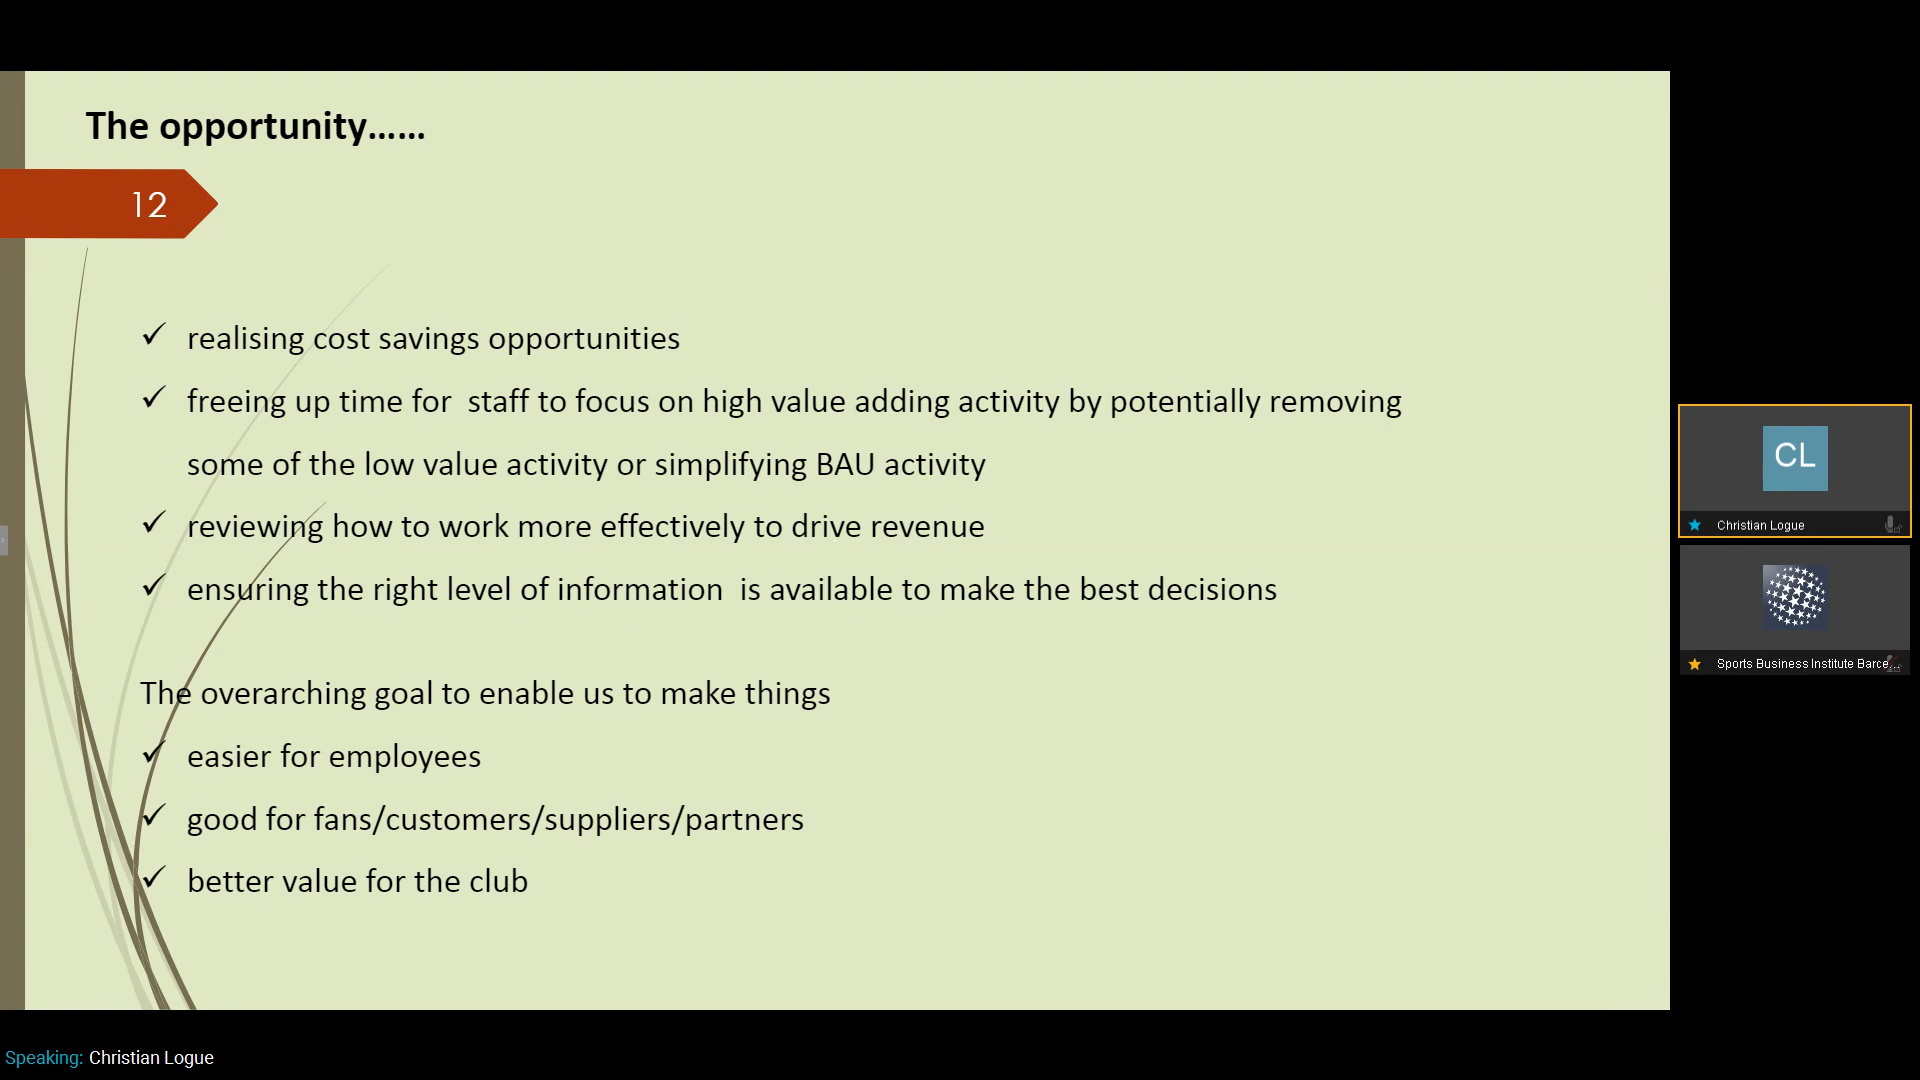 The opportunity......
12
✓ realising cost savings opportunities
✓ freeing up time for  staff to focus on high value adding activity by potentially removing
some of the low value activity or simplifying BAU activity
✓ reviewing how to work more effectively to drive revenue
✓ ensuring the right level of information  is available to make the best decisions
The overarching goal to enable us to make things
✓ easier for employees
✓ good for fans/customers/suppliers/partners
✓ better value for the club
CL
Christian Logue
Sports Business Institute Barce...
Speaking: Christian Logue